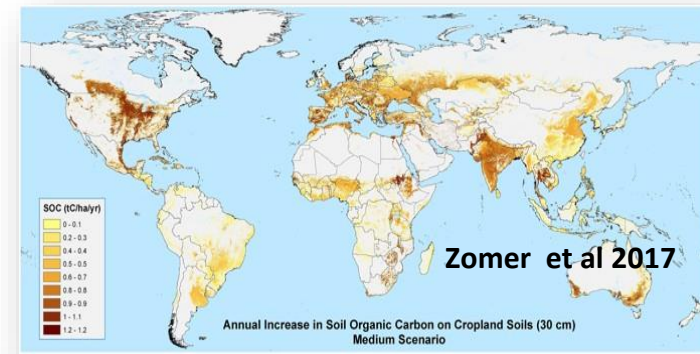 SOC (tC/ha/yr)
0 - 0.1
0.2 - 0.3
0.4 - 0.4
0.5 - 0.5
0.6 - 0.7
0.8 - 0.8
0.9 - 0.9
1 - 1.1
1.2 - 1.2
Zomer et al 2017
Annual Increase in Soil Organic Carbon on Cropland Soils (30 cm)
Medium Scenario